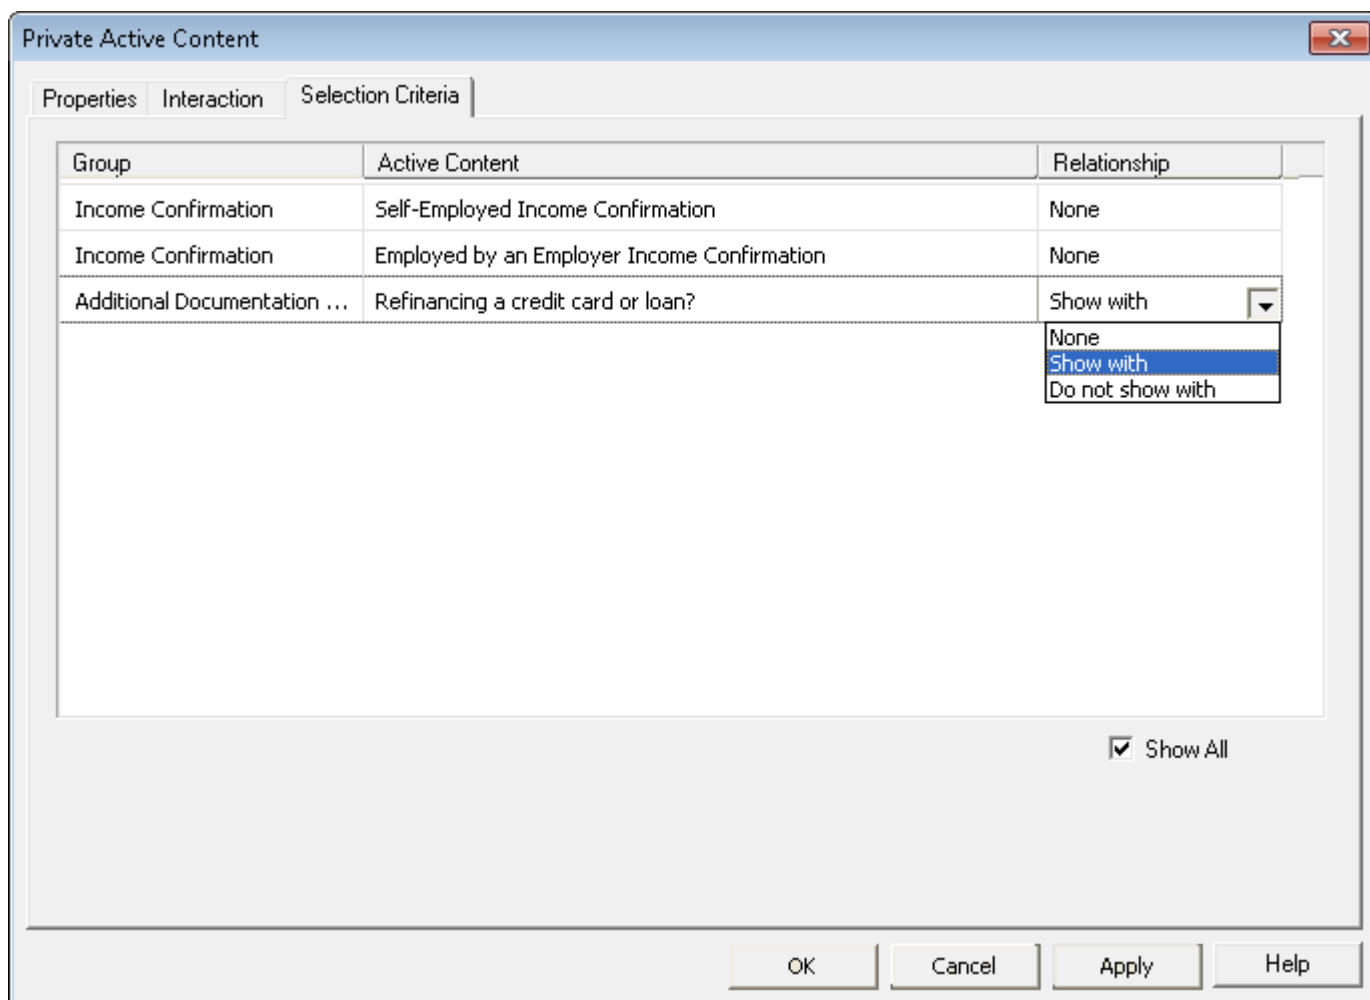 Private Active Content
Properties Interaction Selection Criteria
Group Active Content Relationship
Income Confirmation Self-Employed Income Confirmation None
Income Confirmation Employed by an Employer Income Confirmation None
Additional Documentation ... Refinancing a credit card or loan? Show with
None
Show with
Do not show with
Show All
OK Cancel Apply Help